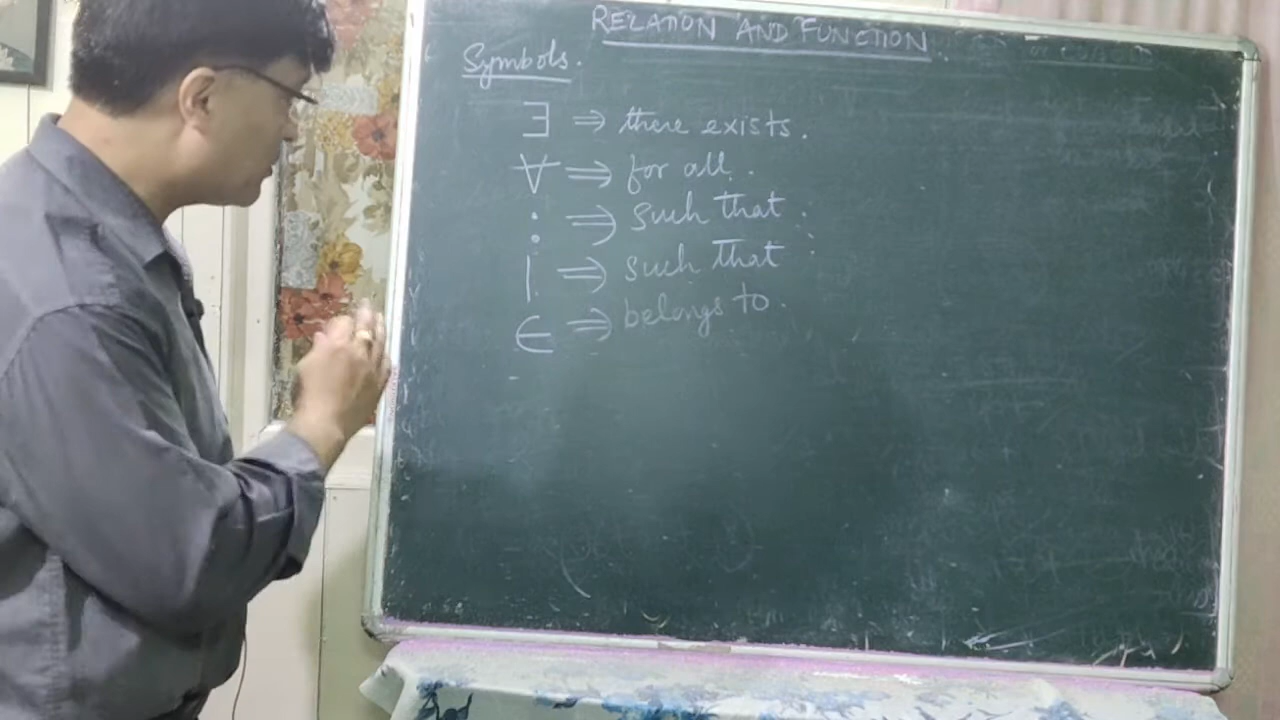 RELATION AND FUNCTION.
Symbols.
∃ ⇒ there exists.
∀ ⇒ for all.
: ⇒ Such that :
| ⇒ such that :
∈ ⇒ belongs to.